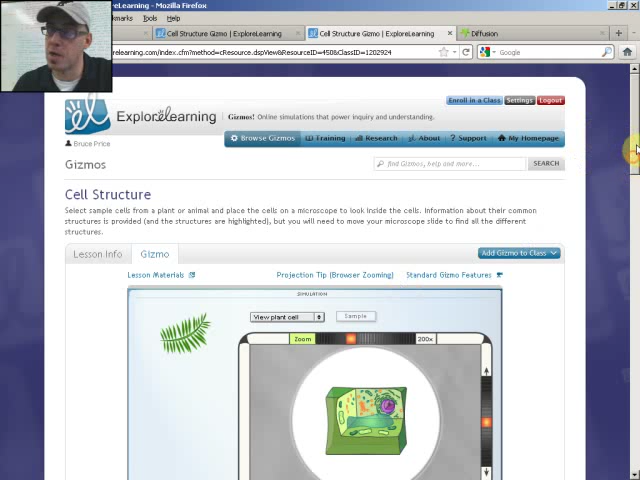 oreLearning - Mozilla Firefox
okmarks Tools Help
Cell Structure Gizmo | ExploreLearning
Cell Structure Gizmo | ExploreLearning
Diffusion
relearning.com/index.cfm?method=cResource.dspView&ResourceID=450&ClassID=1202924
Google
Enroll in a Class Settings Logout
el ExploreLearning Gizmos! Online simulations that power inquiry and understanding.
Browse Gizmos Training Research About Support My Homepage
Bruce Price
Gizmos
find Gizmos, help and more... SEARCH
Cell Structure
Select sample cells from a plant or animal and place the cells on a microscope to look inside the cells. Information about their common
structures is provided (and the structures are highlighted), but you will need to move your microscope slide to find all the different
structures.
Lesson Info Gizmo Add Gizmo to Class
Lesson Materials Projection Tip (Browser Zooming) Standard Gizmo Features
SIMULATION
View plant cell Sample
Zoom 200x